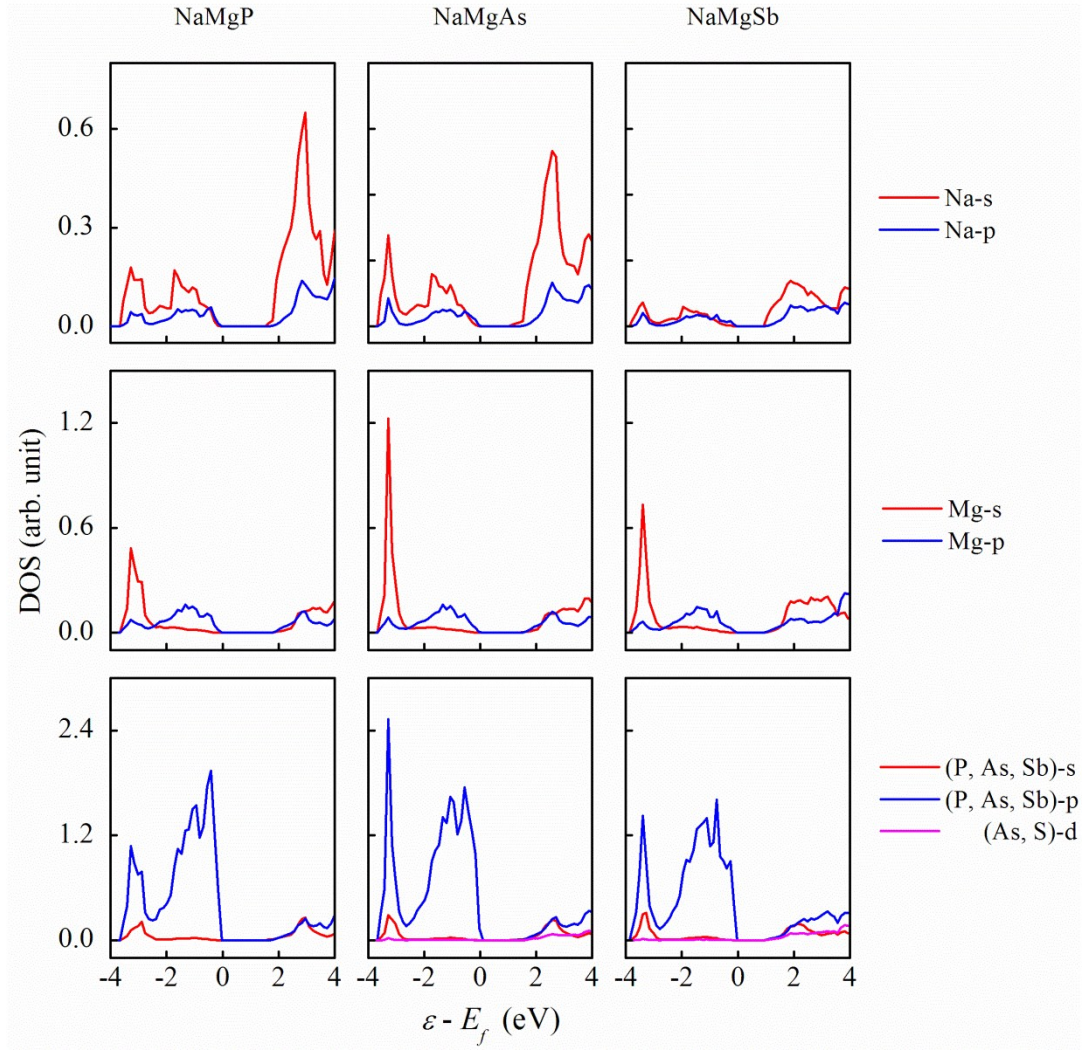 NaMgP NaMgAs NaMgSb
0.6
0.3
0.0
Na-s
Na-p
DOS (arb. unit)
1.2
0.6
0.0
Mg-s
Mg-p
2.4
1.2
0.0
(P, As, Sb)-s
(P, As, Sb)-p
(As, S)-d
-4 -2 0 2 4 -4 -2 0 2 4 -4 -2 0 2 4
ε - E_f (eV)